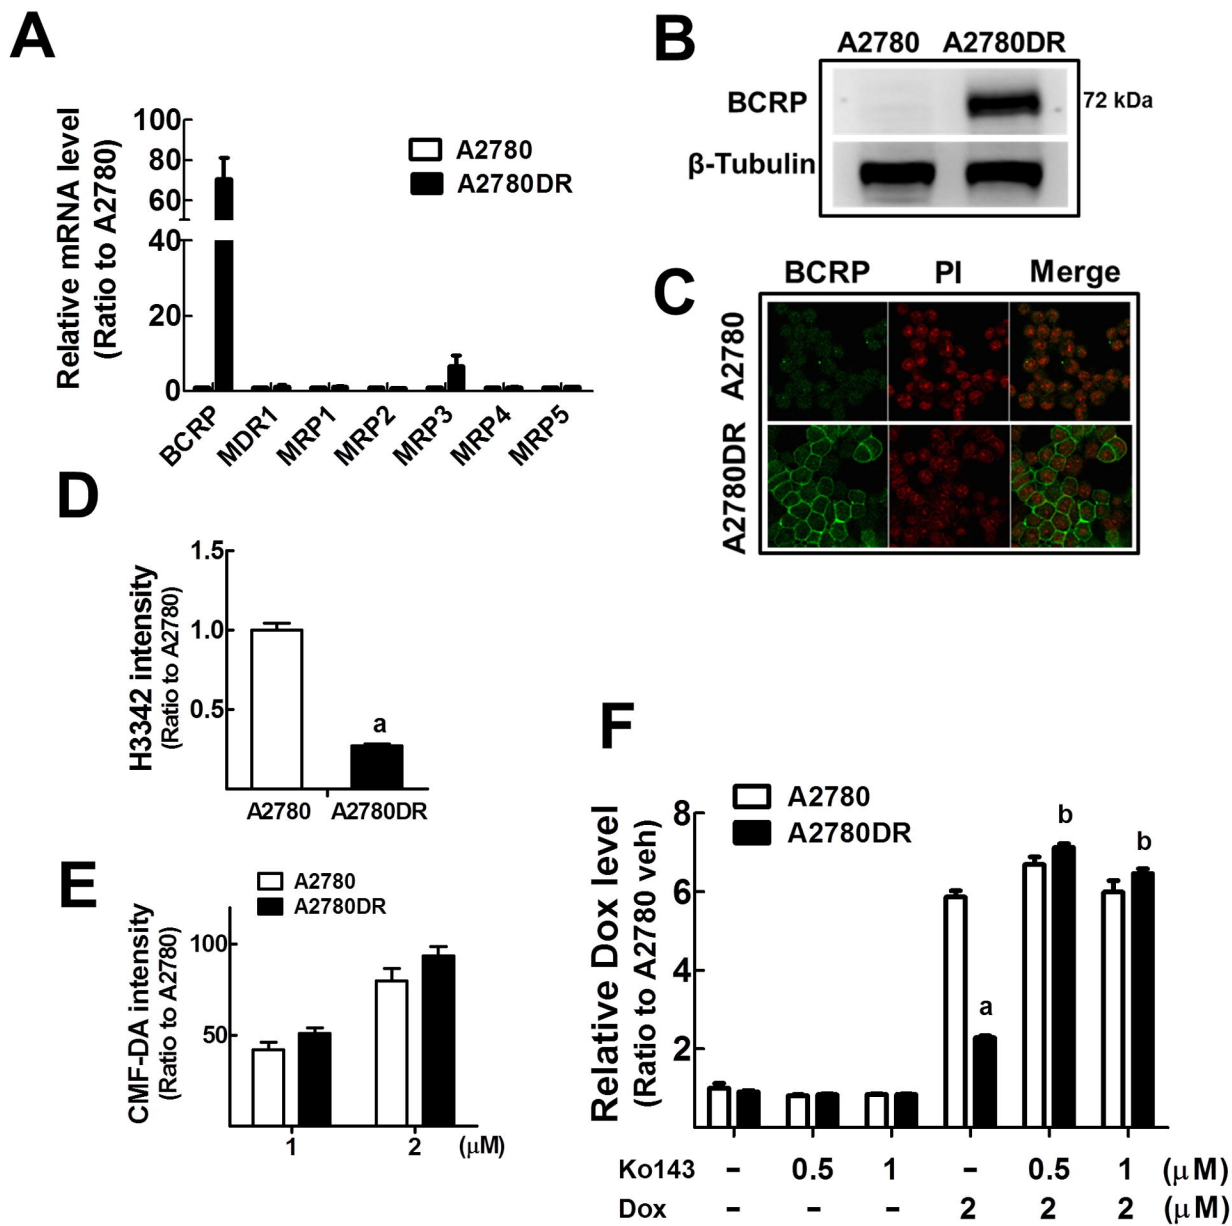 A
Relative mRNA level
(Ratio to A2780)
100
80
60
40
20
0
A2780
A2780DR
BCRP
MDR1
MRP1
MRP2
MRP3
MRP4
MRP5
B
A2780 A2780DR
BCRP
72 kDa
β-Tubulin
C
BCRP PI Merge
A2780
A2780DR
D
H3342 intensity
(Ratio to A2780)
1.5
1.0
0.5
a
A2780 A2780DR
E
CMF-DA intensity
(Ratio to A2780)
A2780
A2780DR
100
50
1 2 (μM)
F
Relative Dox level
(Ratio to A2780 veh)
A2780
A2780DR
8
6
4
2
a
b
b
Ko143 - 0.5 1 - 0.5 1 (μM)
Dox - - - 2 2 2 (μM)